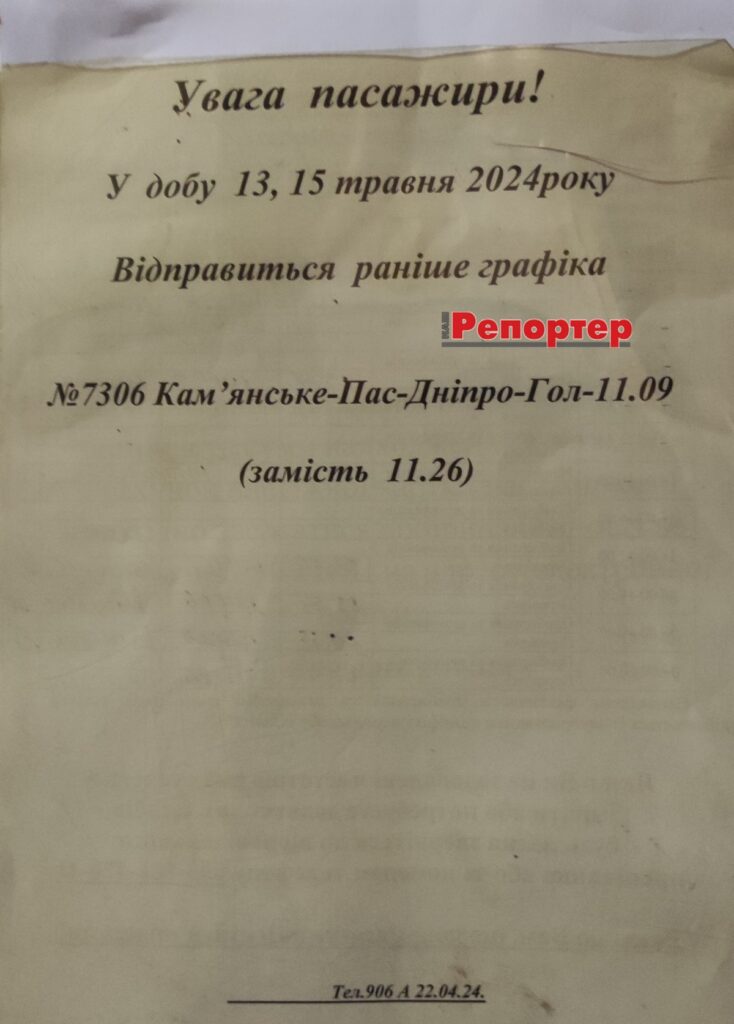 Увага пасажири!
У добу 13, 15 травня 2024року
Відправиться раніше графіка
НАШ Репортер
№7306 Кам’янське-Пас-Дніпро-Гол-11.09
(замість 11.26)
Тел.906 А 22.04.24.